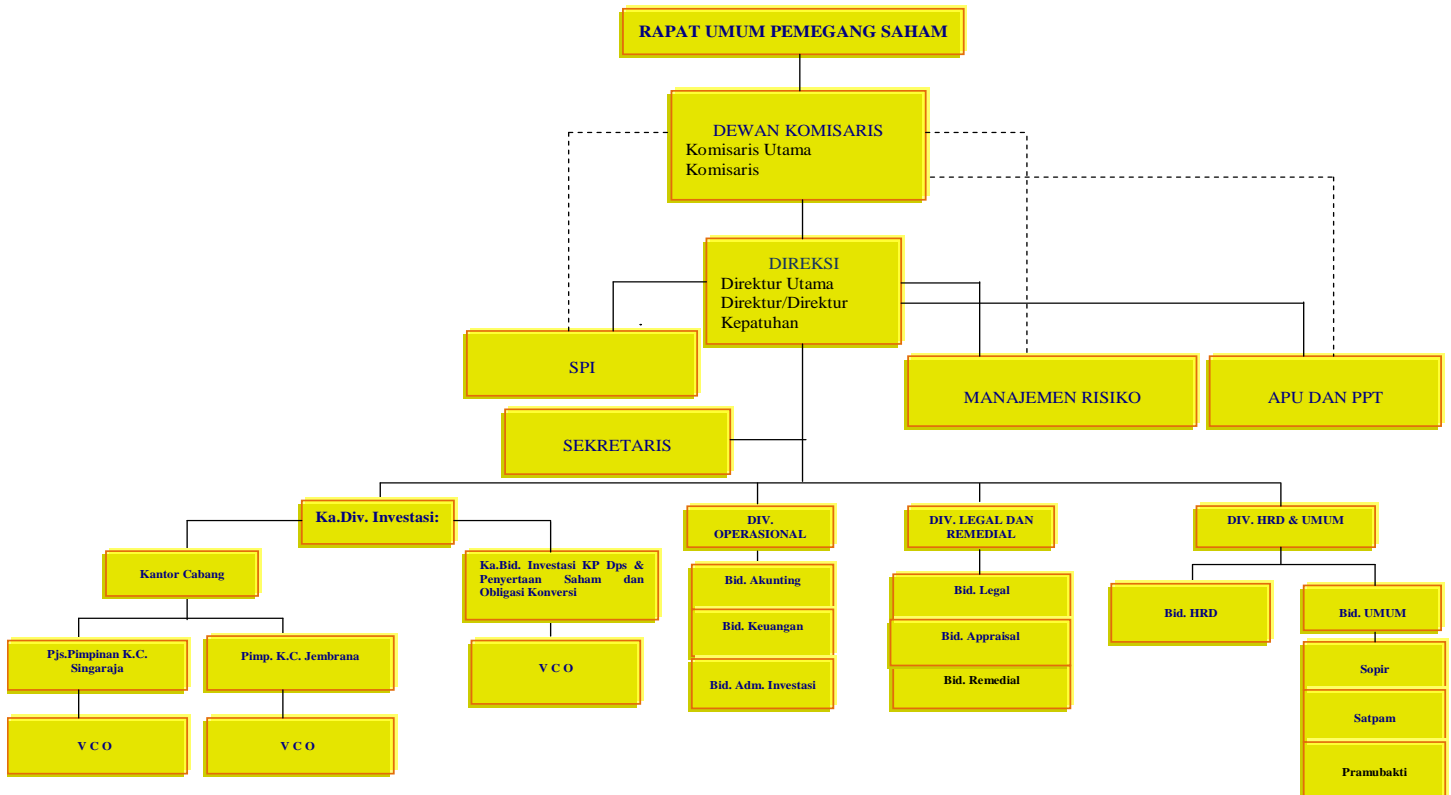 RAPAT UMUM PEMEGANG SAHAM
DEWAN KOMISARIS
Komisaris Utama
Komisaris
DIREKSI
Direktur Utama
Direktur/Direktur
Kepatuhan
SPI
MANAJEMEN RISIKO
APU DAN PPT
SEKRETARIS
Ka.Div. Investasi:
DIV.
OPERASIONAL
DIV. LEGAL DAN
REMEDIAL
DIV. HRD & UMUM
Kantor Cabang
Ka.Bid. Investasi KP Dps &
Penyertaan Saham dan
Obligasi Konversi
Bid. Akunting
Bid. Keuangan
Bid. Adm. Investasi
Bid. Legal
Bid. Appraisal
Bid. Remedial
Bid. HRD
Bid. UMUM
Pjs.Pimpinan K.C.
Singaraja
Pimp. K.C. Jembrana
V C O
V C O
V C O
Sopir
Satpam
Pramubakti